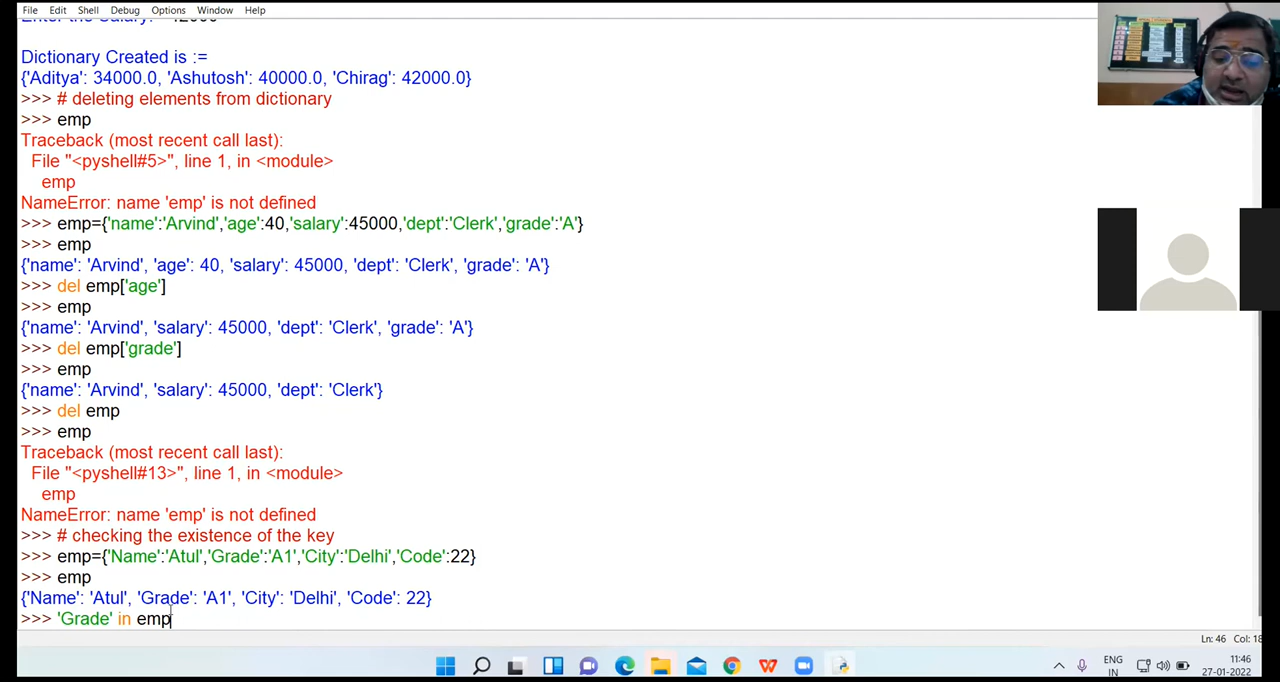 File Edit Shell Debug Options Window Help
Enter the Salary:
Dictionary Created is :=
{'Aditya': 34000.0, 'Ashutosh': 40000.0, 'Chirag': 42000.0}
>>> # deleting elements from dictionary
>>> emp
Traceback (most recent call last):
File "<pyshell#5>", line 1, in <module>
emp
NameError: name 'emp' is not defined
>>> emp={'name':'Arvind','age':40,'salary':45000,'dept':'Clerk','grade':'A'}
>>> emp
{'name': 'Arvind', 'age': 40, 'salary': 45000, 'dept': 'Clerk', 'grade': 'A'}
>>> del emp['age']
>>> emp
{'name': 'Arvind', 'salary': 45000, 'dept': 'Clerk', 'grade': 'A'}
>>> del emp['grade']
>>> emp
{'name': 'Arvind', 'salary': 45000, 'dept': 'Clerk'}
>>> del emp
>>> emp
Traceback (most recent call last):
File "<pyshell#13>", line 1, in <module>
emp
NameError: name 'emp' is not defined
>>> # checking the existence of the key
>>> emp={'Name':'Atul','Grade':'A1','City':'Delhi','Code':22}
>>> emp
{'Name': 'Atul', 'Grade': 'A1', 'City': 'Delhi', 'Code': 22}
>>> 'Grade' in emp
Ln: 46 Col: 18
ENG
IN
11:46
27-01-2022